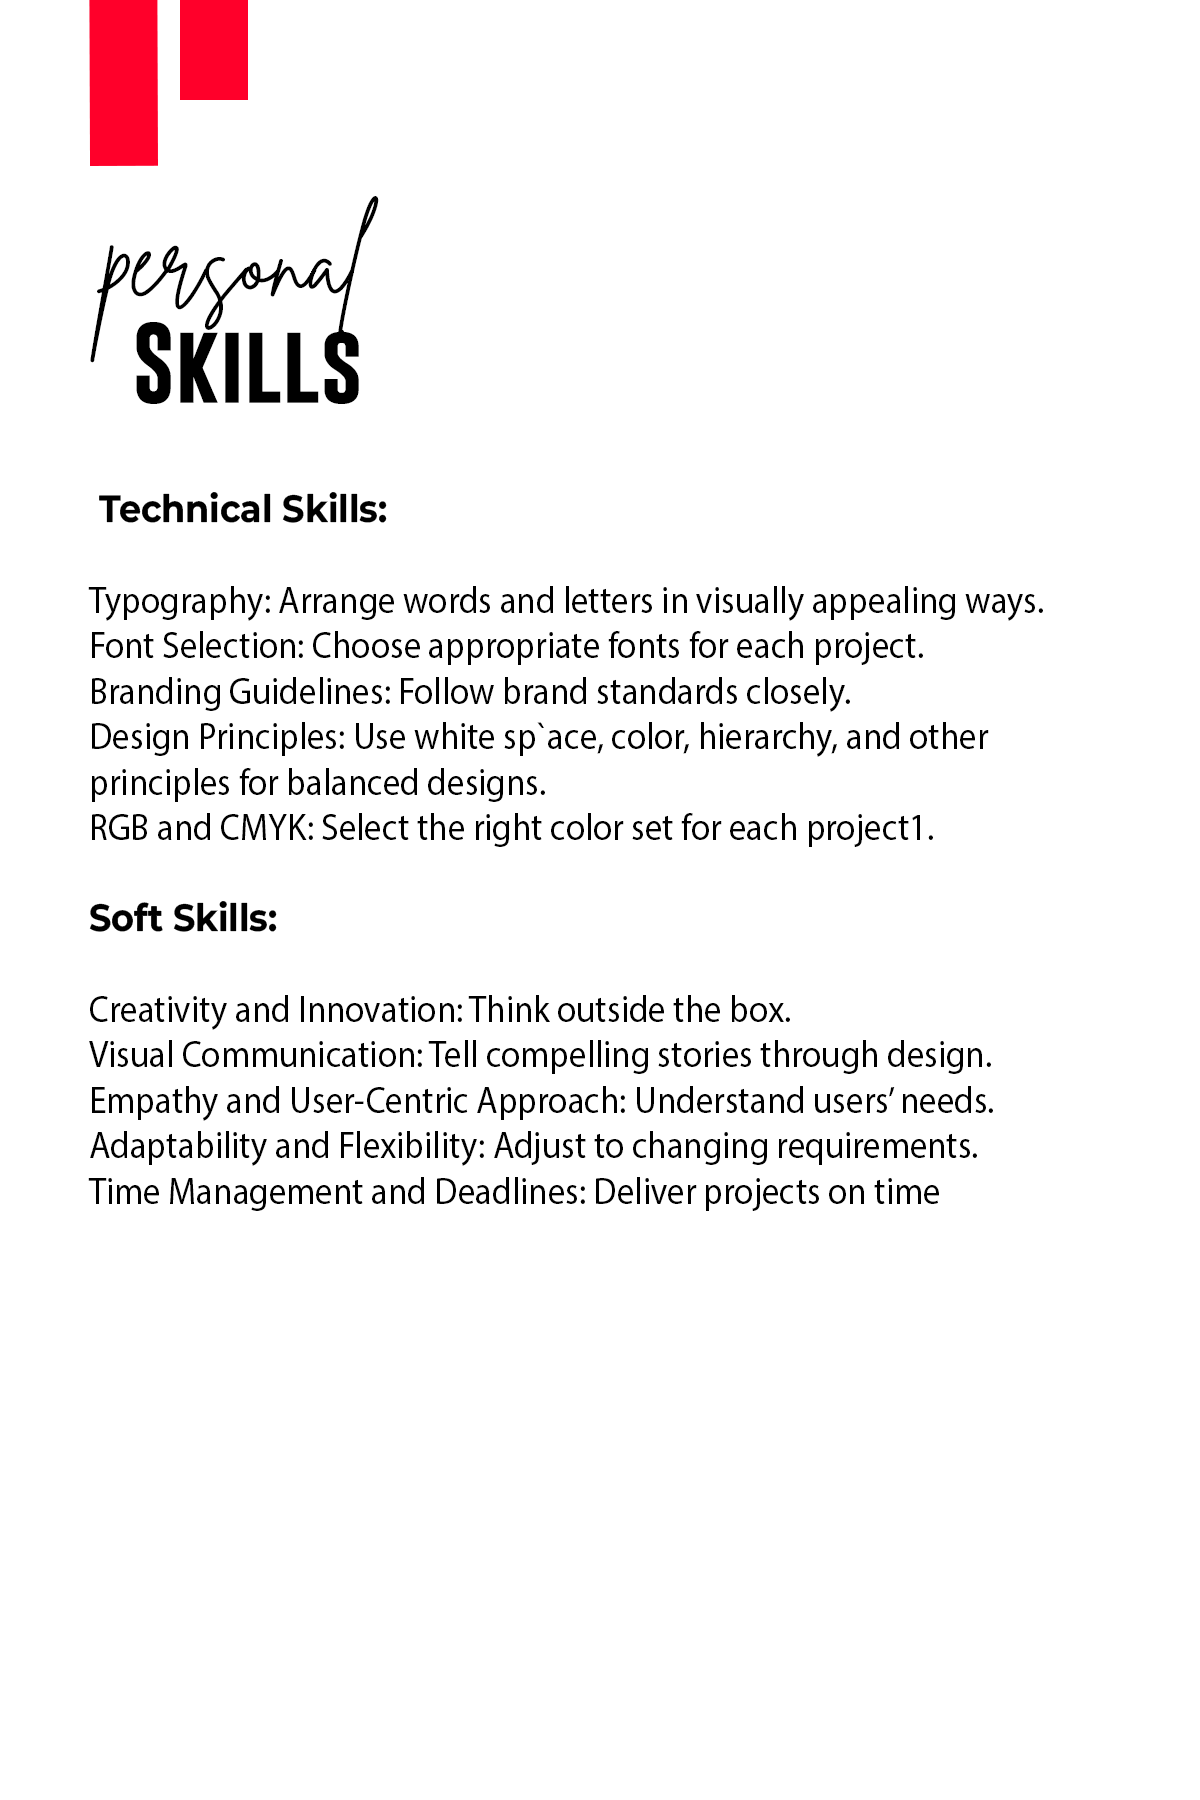 personal
SKILLS
Technical Skills:
Typography: Arrange words and letters in visually appealing ways.
Font Selection: Choose appropriate fonts for each project.
Branding Guidelines: Follow brand standards closely.
Design Principles: Use white sp`ace, color, hierarchy, and other
principles for balanced designs.
RGB and CMYK: Select the right color set for each project1.
Soft Skills:
Creativity and Innovation: Think outside the box.
Visual Communication: Tell compelling stories through design.
Empathy and User-Centric Approach: Understand users’ needs.
Adaptability and Flexibility: Adjust to changing requirements.
Time Management and Deadlines: Deliver projects on time